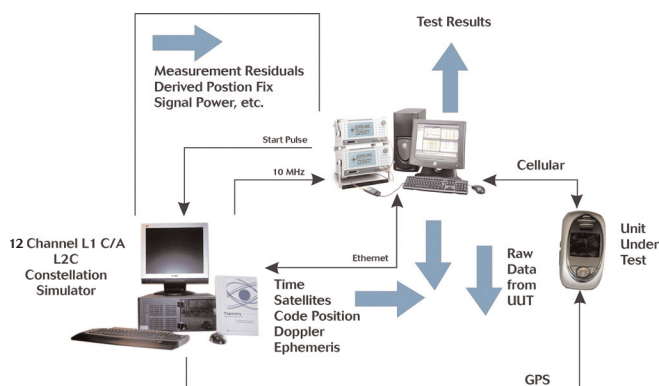 Test Results
Measurement Residuals
Derived Postion Fix
Signal Power, etc.
Start Pulse
10 MHz
Cellular
12 Channel L1 C/A
L2C
Constellation
Simulator
Unit
Under
Test
Ethernet
Raw
Data
from
UUT
Time
Satellites
Code Position
Doppler
Ephemeris
GPS